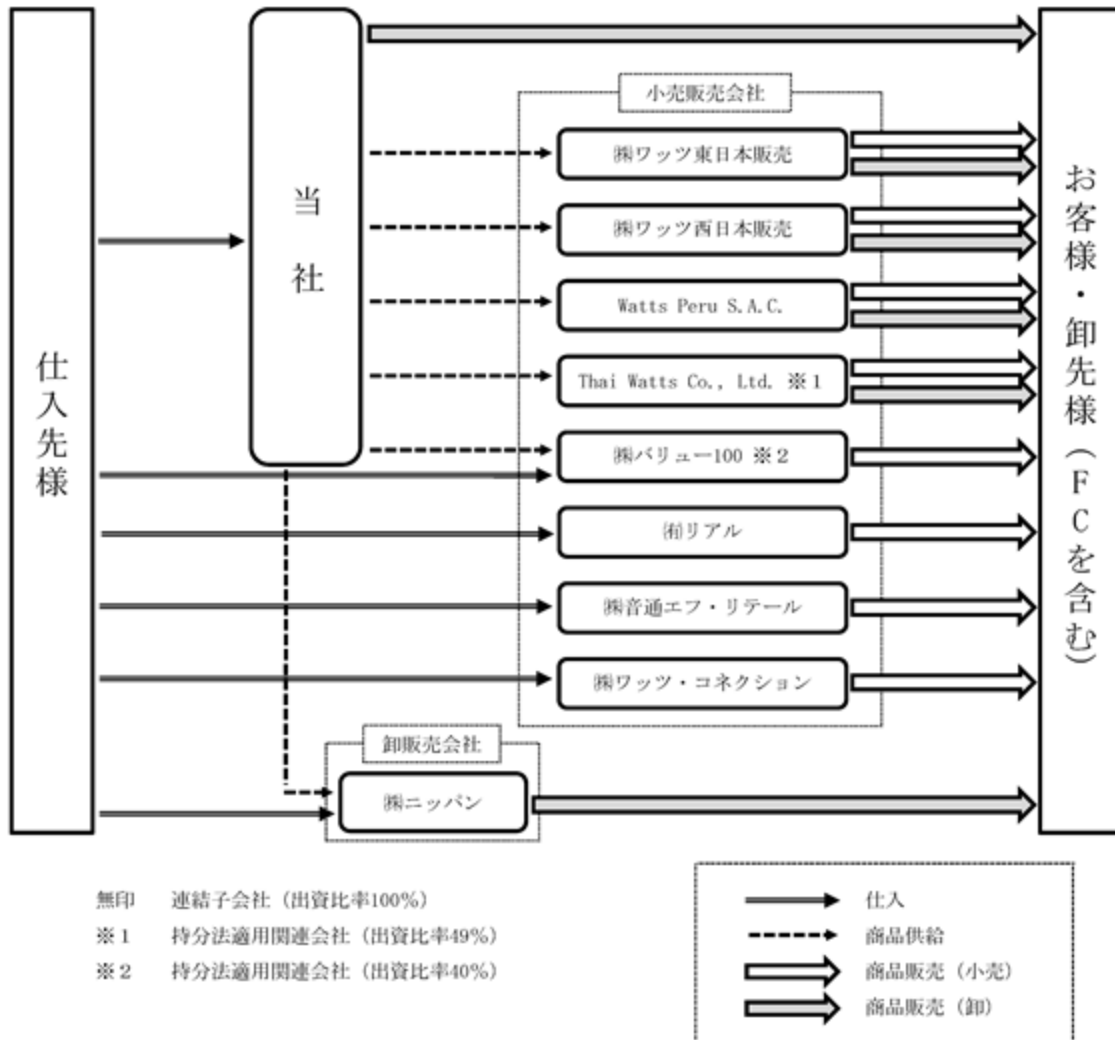 仕入先様
当社
小売販売会社
㈱ワッツ東日本販売
㈱ワッツ西日本販売
Watts Peru S.A.C.
Thai Watts Co., Ltd. ※1
㈱バリュー100 ※2
㈲リアル
㈱音通エフ・リテール
㈱ワッツ・コネクション
卸販売会社
㈱ニッパン
お客様・卸先様(FCを含む)
無印 連結子会社(出資比率100%)
※1 持分法適用関連会社(出資比率49%)
※2 持分法適用関連会社(出資比率40%)
仕入
商品供給
商品販売(小売)
商品販売(卸)